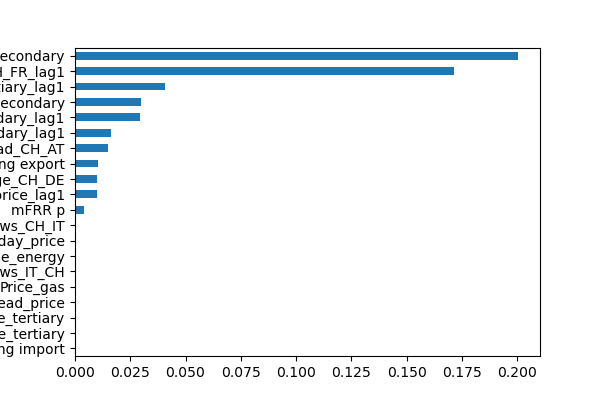 econdary
H_FR_lag1
iary_lag1
econdary
dary_lag1
dary_lag1
ad_CH_AT
ng export
ge_CH_DE
price_lag1
mFRR p
ws_CH_IT
day_price
e_energy
ws_IT_CH
Price_gas
ead_price
e_tertiary
e_tertiary
ng import
0.000 0.025 0.050 0.075 0.100 0.125 0.150 0.175 0.200